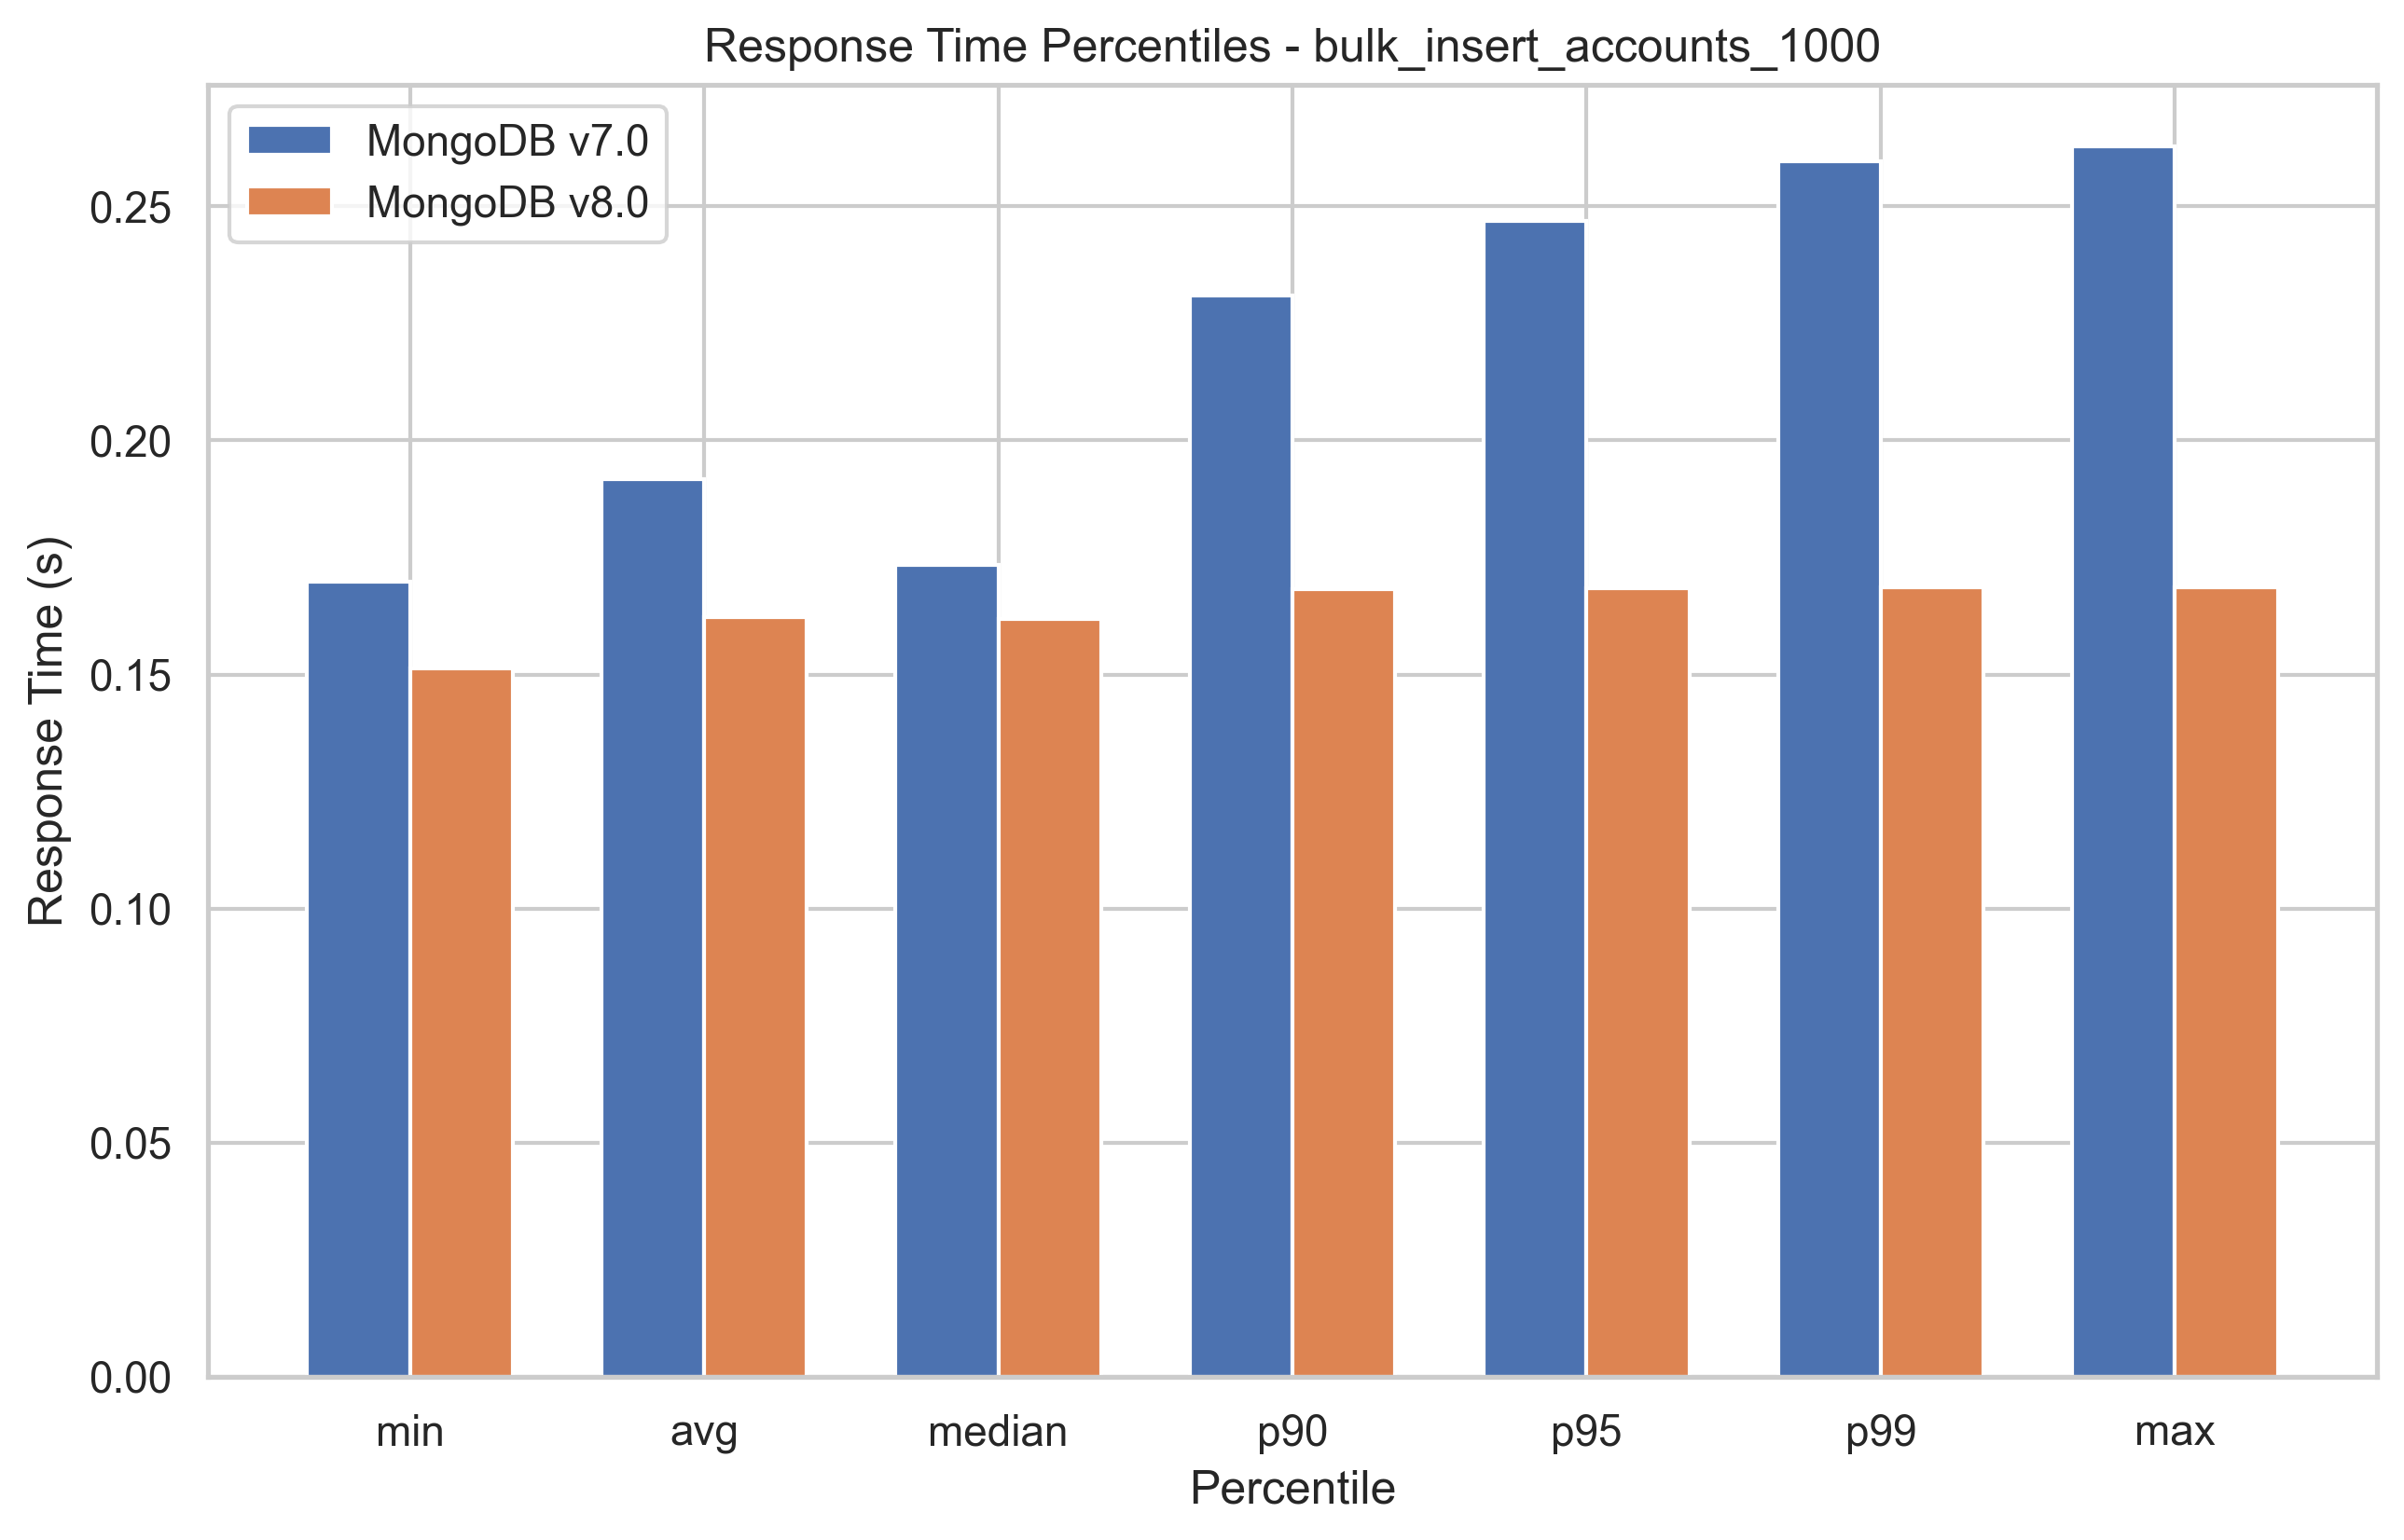 Response Time Percentiles - bulk_insert_accounts_1000
MongoDB v7.0
MongoDB v8.0
Response Time (s)
0.25
0.20
0.15
0.10
0.05
0.00
min avg median p90 p95 p99 max
Percentile